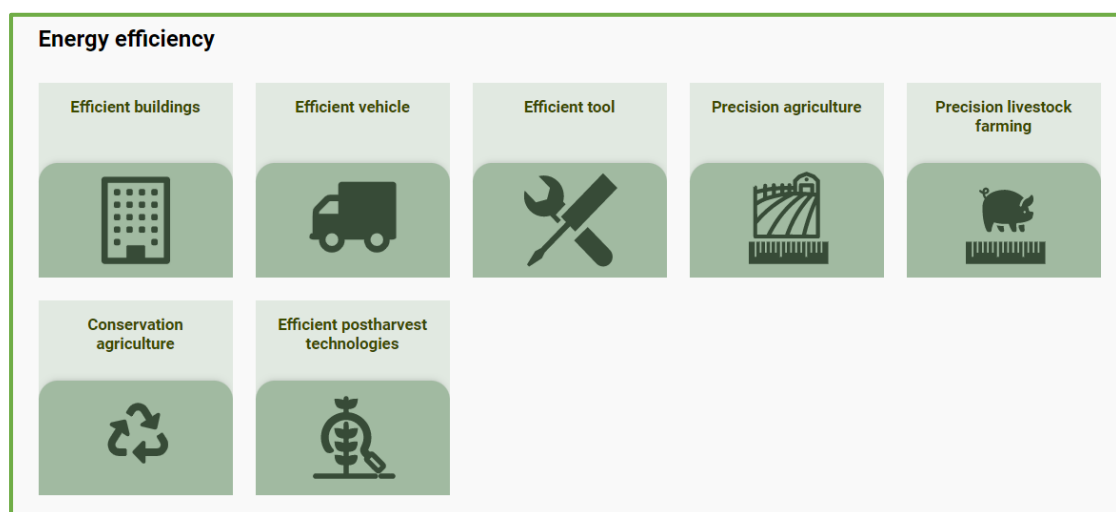 Energy efficiency
Efficient buildings
Efficient vehicle
Efficient tool
Precision agriculture
Precision livestock
farming
Conservation
agriculture
Efficient postharvest
technologies